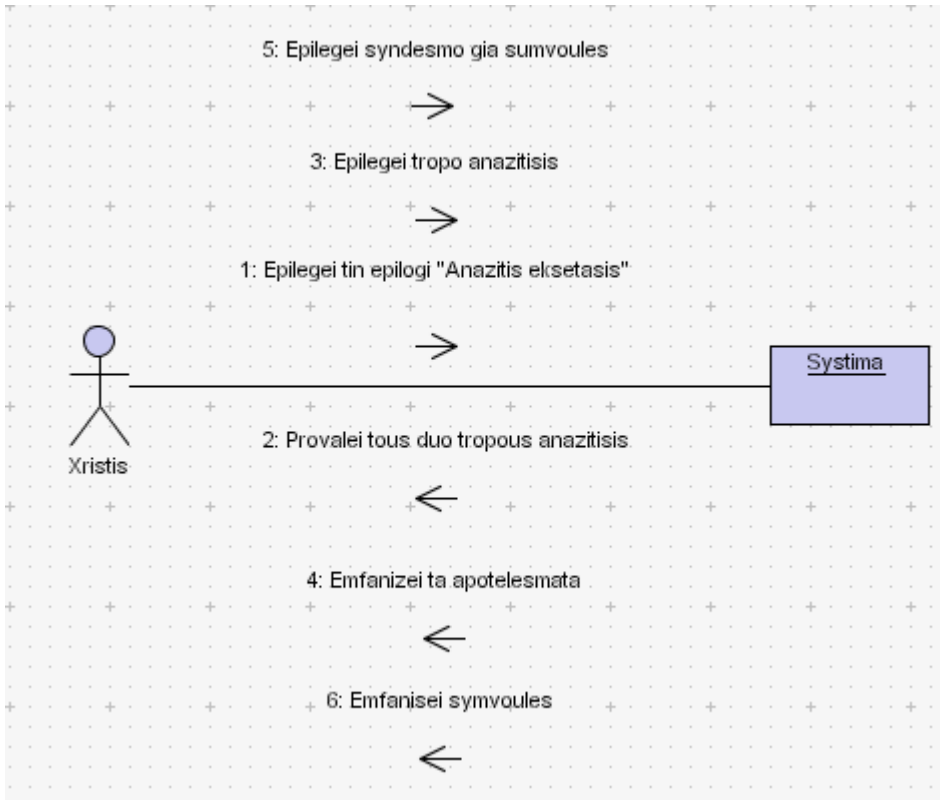 5: Epilegei syndesmo gia sumvoules
3: Epilegei tropo anazitisis
1: Epilegei tin epilogi "Anazitis eksetasis"
Systima
2: Provalei tous duo tropous anazitisis
Xristis
4: Emfanizei ta apotelesmata
6: Emfanisei symvoules